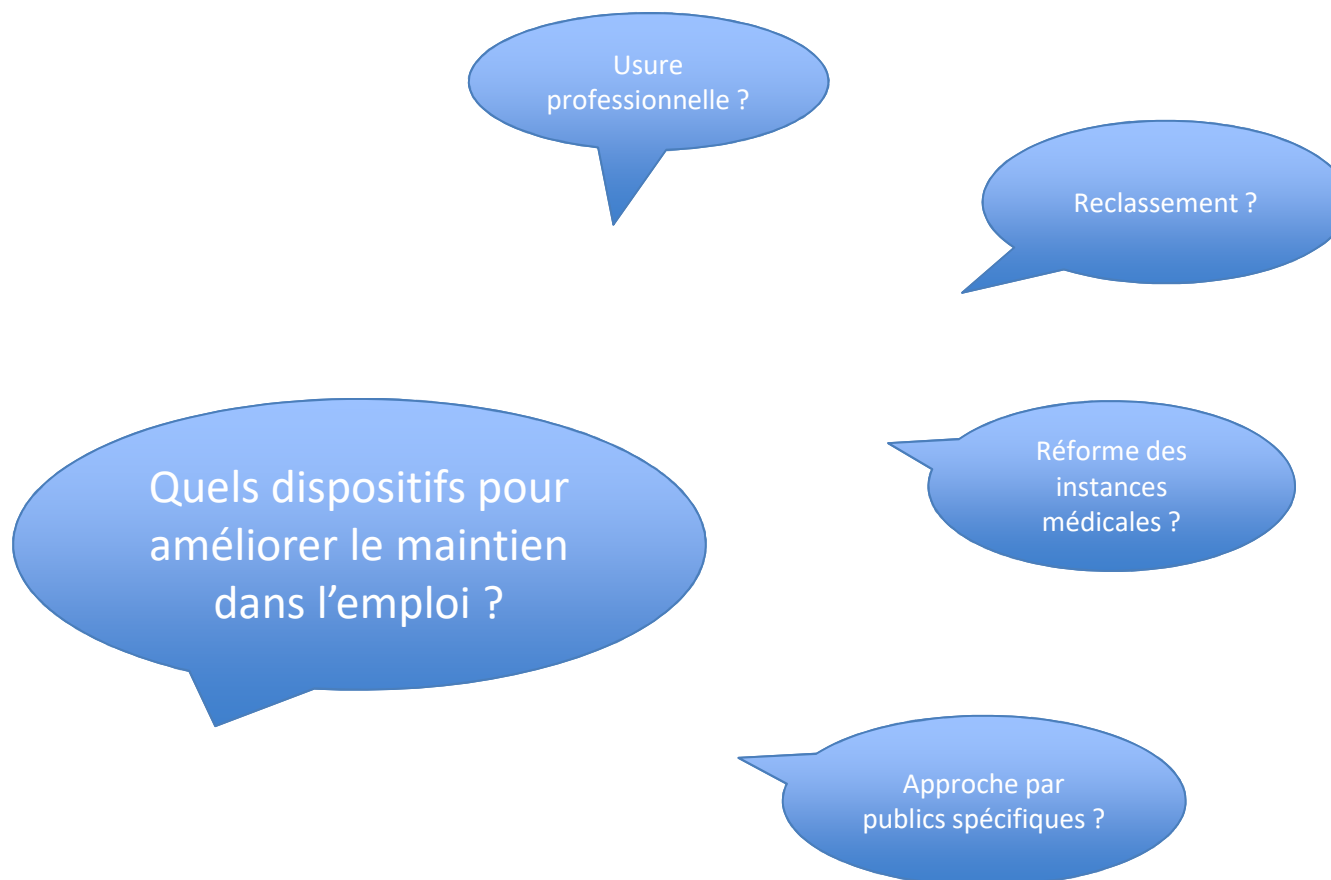 Usure
professionnelle ?
Reclassement ?
Quels dispositifs pour
améliorer le maintien
dans l’emploi ?
Réforme des
instances
médicales ?
Approche par
publics spécifiques ?